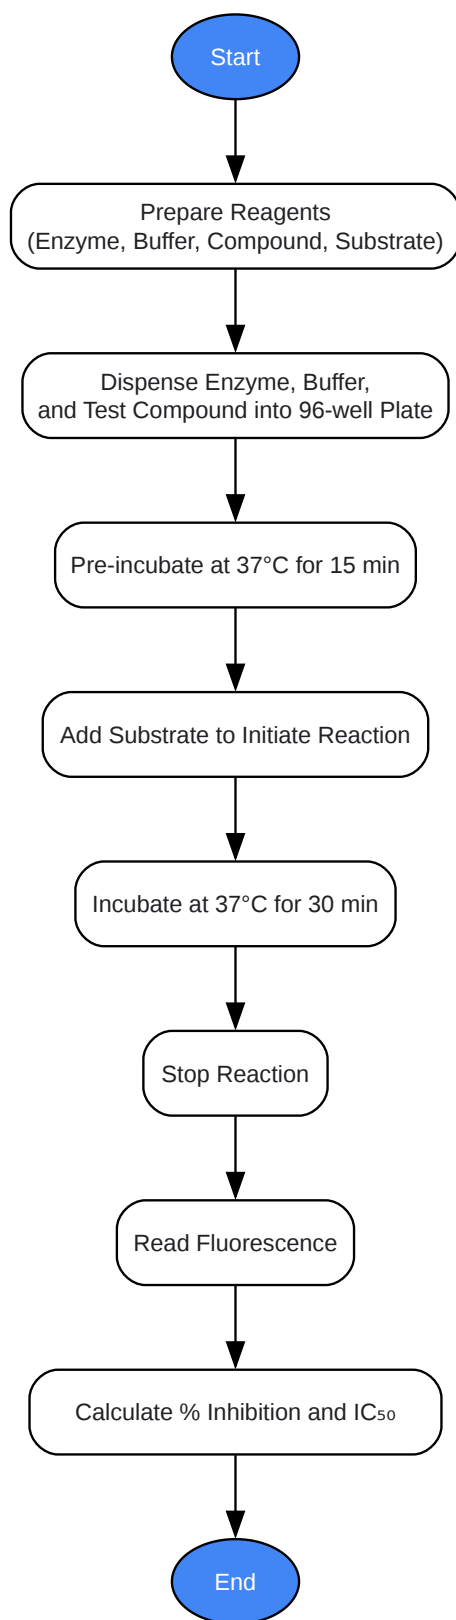 Start
Prepare Reagents
(Enzyme, Buffer, Compound, Substrate)
Dispense Enzyme, Buffer,
and Test Compound into 96-well Plate
Pre-incubate at 37°C for 15 min
Add Substrate to Initiate Reaction
Incubate at 37°C for 30 min
Stop Reaction
Read Fluorescence
Calculate % Inhibition and IC₅₀
End